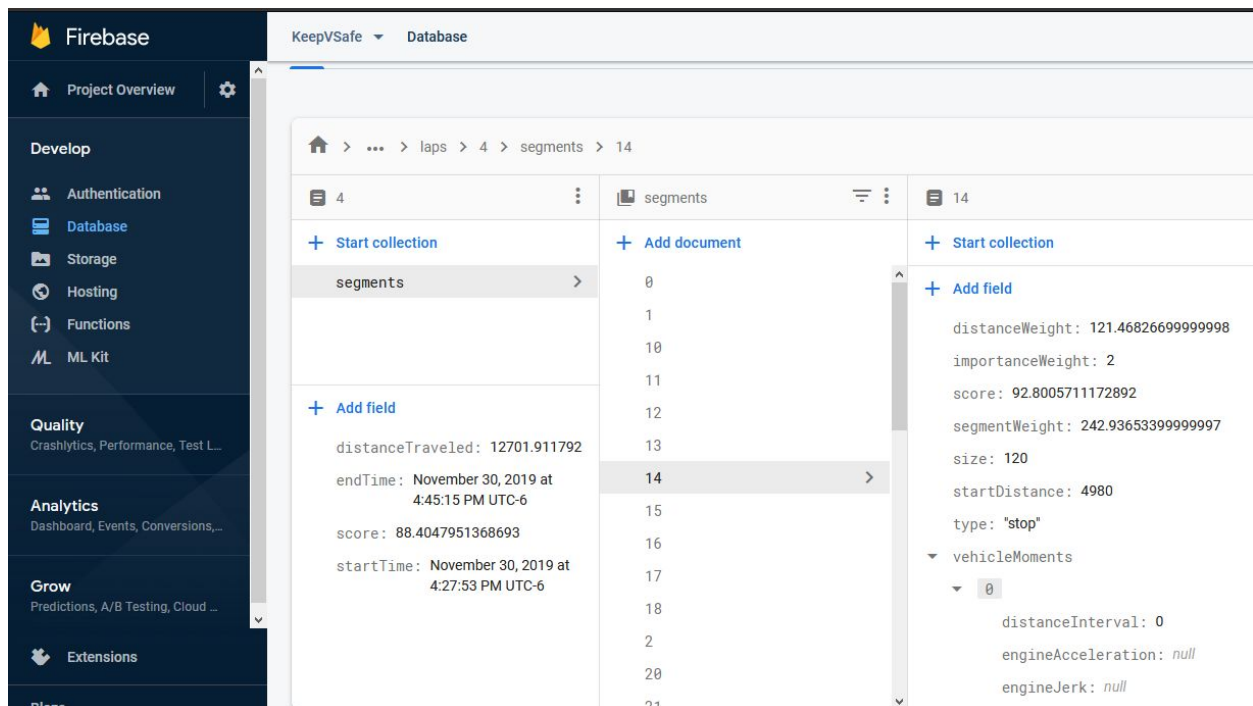 Firebase
KeepVSafe Database
Project Overview
Develop
Authentication
Database
Storage
Hosting
Functions
ML Kit
Quality
Crashlytics, Performance, Test L...
Analytics
Dashboard, Events, Conversions,...
Grow
Predictions, A/B Testing, Cloud ...
Extensions
> ... > laps > 4 > segments > 14
4
+ Start collection
segments
+ Add field
distanceTraveled: 12701.911792
endTime: November 30, 2019 at
4:45:15 PM UTC-6
score: 88.4047951368693
startTime: November 30, 2019 at
4:27:53 PM UTC-6
segments
+ Add document
0
1
10
11
12
13
14
15
16
17
18
2
20
21
14
+ Start collection
+ Add field
distanceWeight: 121.46826699999998
importanceWeight: 2
score: 92.8005711172892
segmentWeight: 242.93653399999997
size: 120
startDistance: 4980
type: "stop"
vehicleMoments
0
distanceInterval: 0
engineAcceleration: null
engineJerk: null